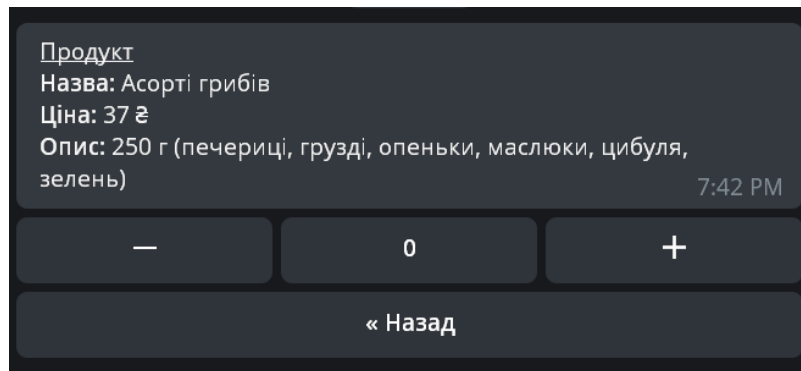 Продукт
Назва: Асорті грибів
Ціна: 37 ₴
Опис: 250 г (печериці, грузді, опеньки, маслюки, цибуля,
зелень)
7:42 PM
— 0 +
« Назад